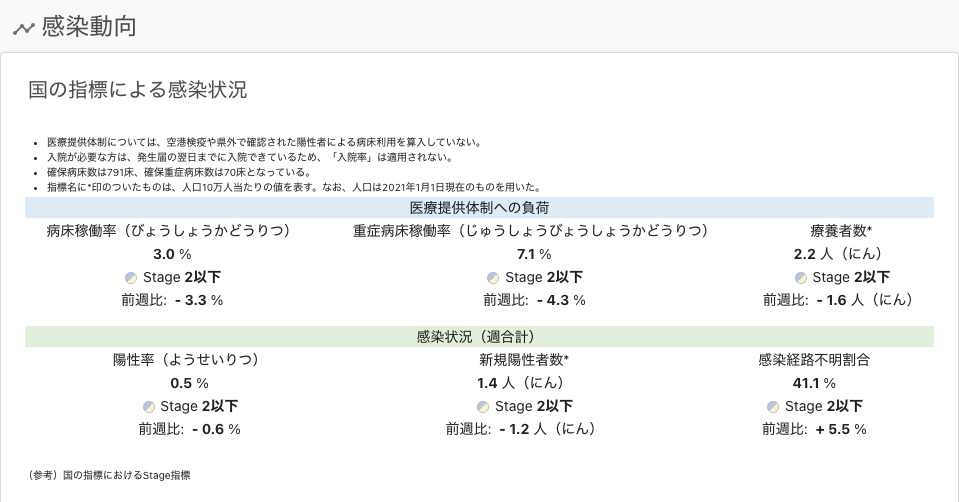 感染動向
国の指標による感染状況
• 医療提供体制については、空港検疫や県外で確認された陽性者による病床利用を算入していない。
• 入院が必要な方は、発生届の翌日までに入院できているため、「入院率」は適用されない。
• 確保病床数は791床、確保重症病床数は70床となっている。
• 指標名に*印のついたものは、人口10万人当たりの値を表す。なお、人口は2021年1月1日現在のものを用いた。
医療提供体制への負荷
病床稼働率（びょうしょうかどうりつ） 重症病床稼働率（じゅうしょうびょうしょうかどうりつ） 療養者数*
3.0 % 7.1 % 2.2 人（にん）
Stage 2以下 Stage 2以下 Stage 2以下
前週比: - 3.3 % 前週比: - 4.3 % 前週比: - 1.6 人（にん）
感染状況（週合計）
陽性率（ようせいりつ） 新規陽性者数* 感染経路不明割合
0.5 % 1.4 人（にん） 41.1 %
Stage 2以下 Stage 2以下 Stage 2以下
前週比: - 0.6 % 前週比: - 1.2 人（にん） 前週比: + 5.5 %
（参考）国の指標におけるStage指標